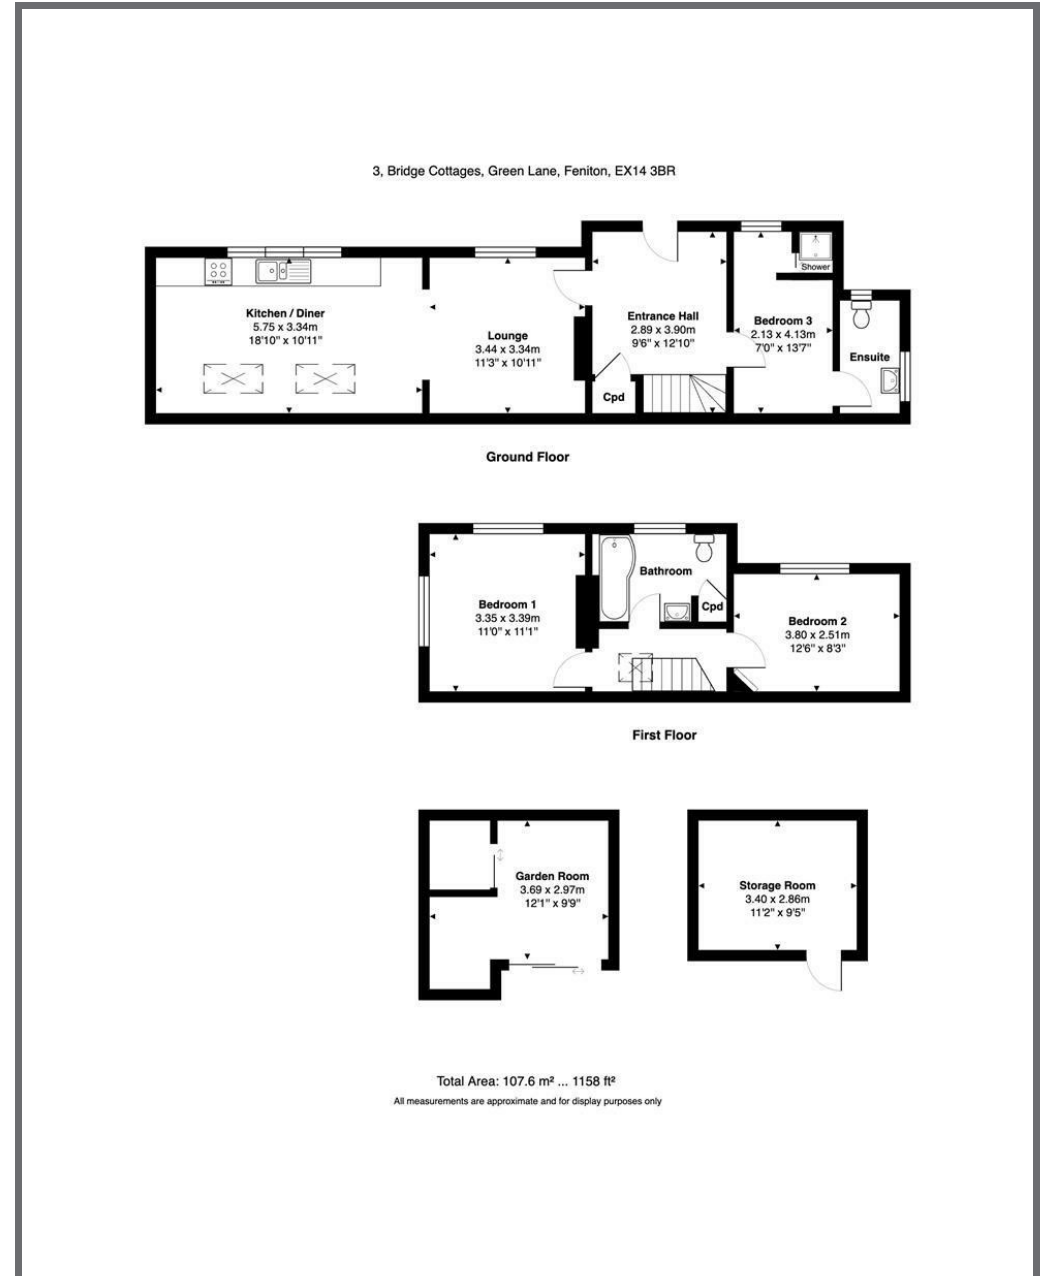 3, Bridge Cottages, Green Lane, Feniton, EX14 3BR
Kitchen / Diner
5.75 x 3.34m
18'10" x 10'11"
Lounge
3.44 x 3.34m
11'3" x 10'11"
Entrance Hall
2.89 x 3.90m
9'6" x 12'10"
Cpd
Shower
Bedroom 3
2.13 x 4.13m
7'0" x 13'7"
Ensuite
Ground Floor
Bedroom 1
3.35 x 3.39m
11'0" x 11'1"
Bathroom
Cpd
Bedroom 2
3.80 x 2.51m
12'6" x 8'3"
First Floor
Garden Room
3.69 x 2.97m
12'1" x 9'9"
Storage Room
3.40 x 2.86m
11'2" x 9'5"
Total Area: 107.6 m² ... 1158 ft²
All measurements are approximate and for display purposes only